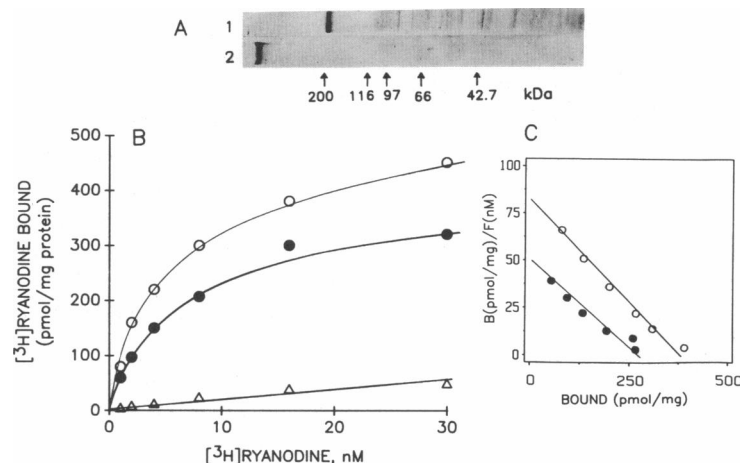 A
1
2
200 116 97 66 42.7 kDa
B
[³H]RYANODINE BOUND
(pmol/mg protein)
500
400
300
200
100
0
0 10 20 30
[³H]RYANODINE, nM
C
B(pmol/mg)/F(nM)
100
75
50
25
0
0 250 500
BOUND (pmol/mg)